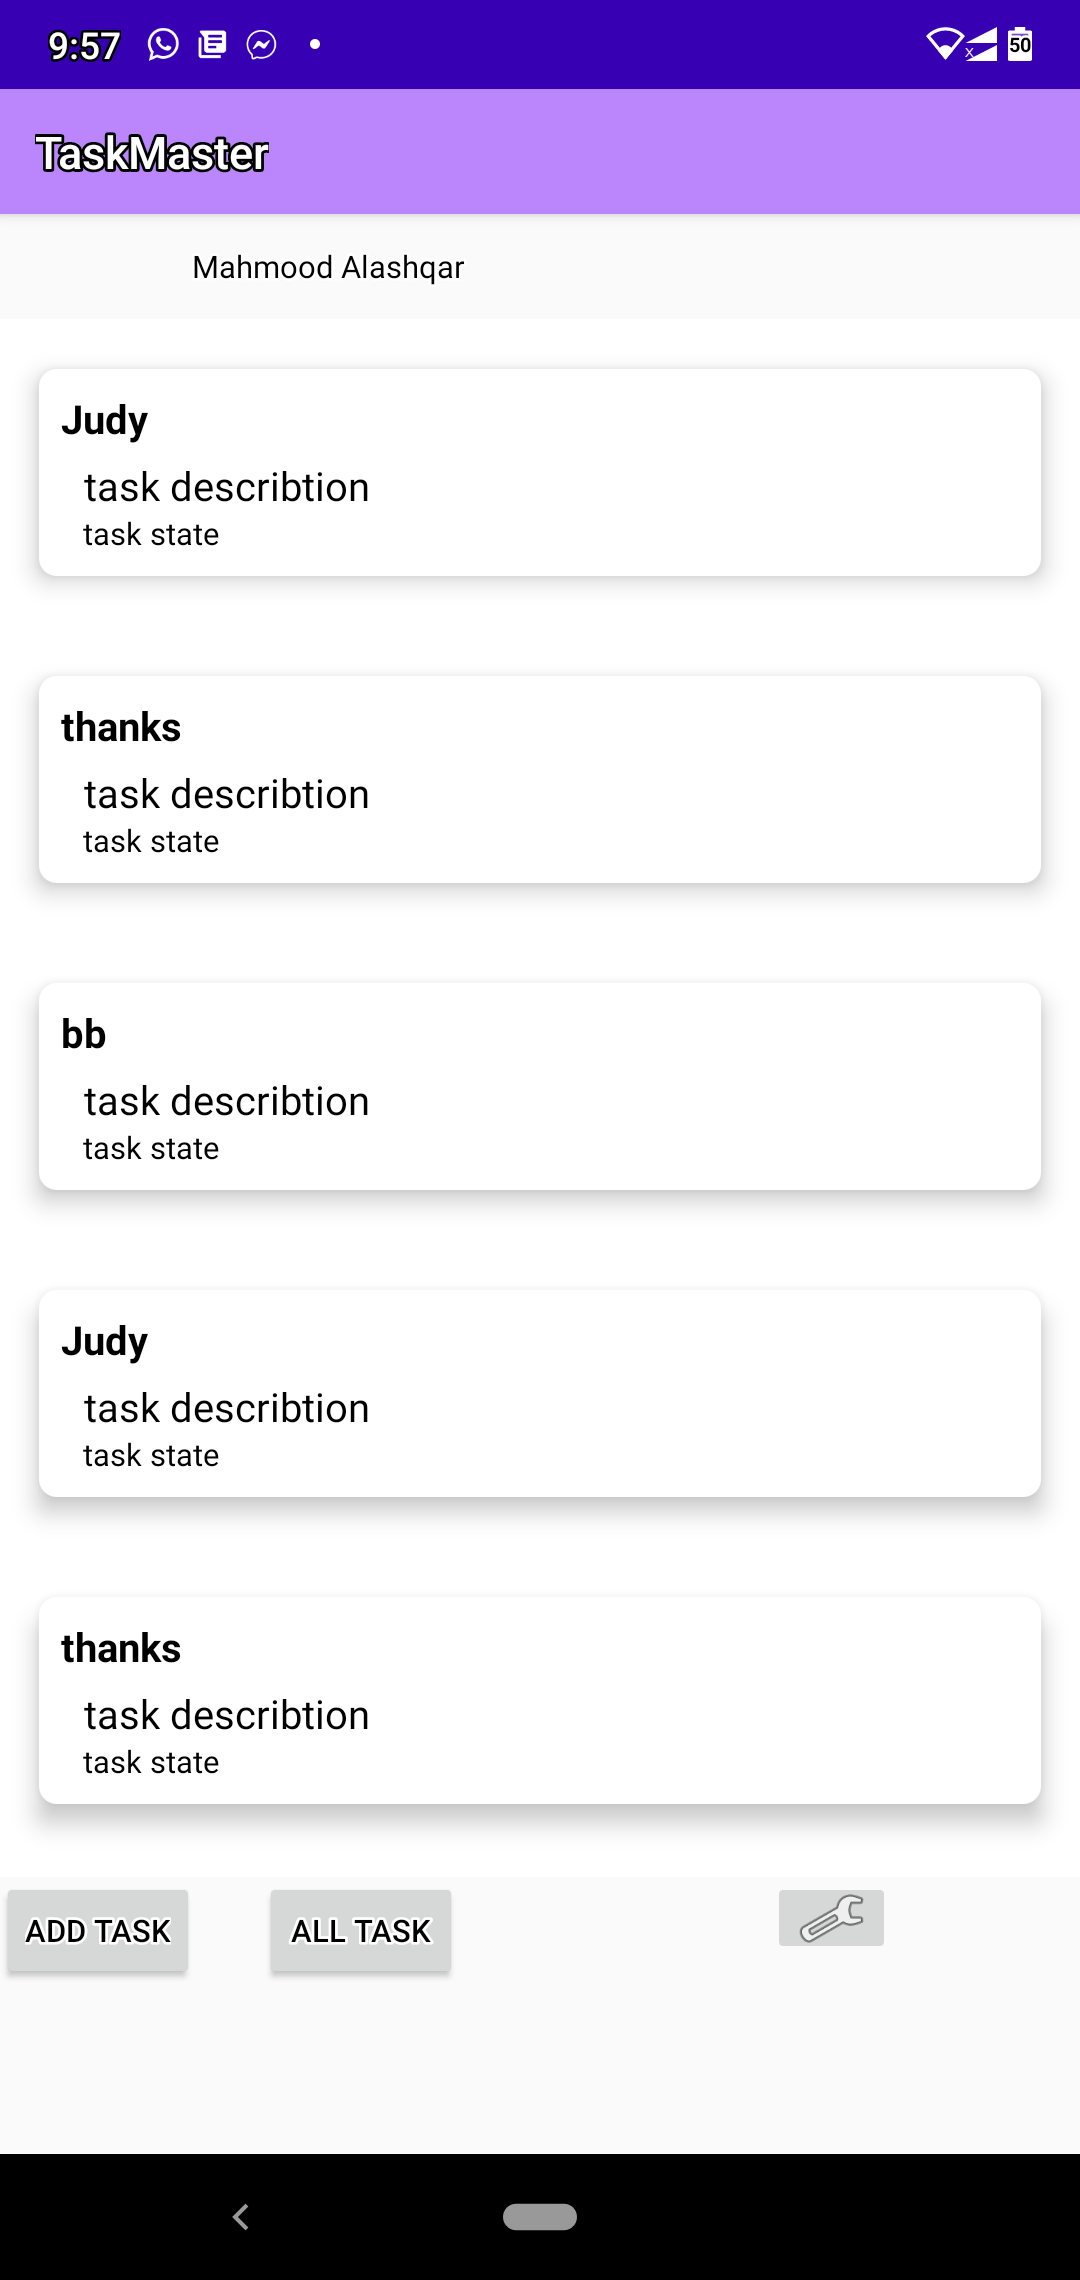 9:57
50
TaskMaster
Mahmood Alashqar
Judy
task describtion
task state
thanks
task describtion
task state
bb
task describtion
task state
Judy
task describtion
task state
thanks
task describtion
task state
ADD TASK
ALL TASK